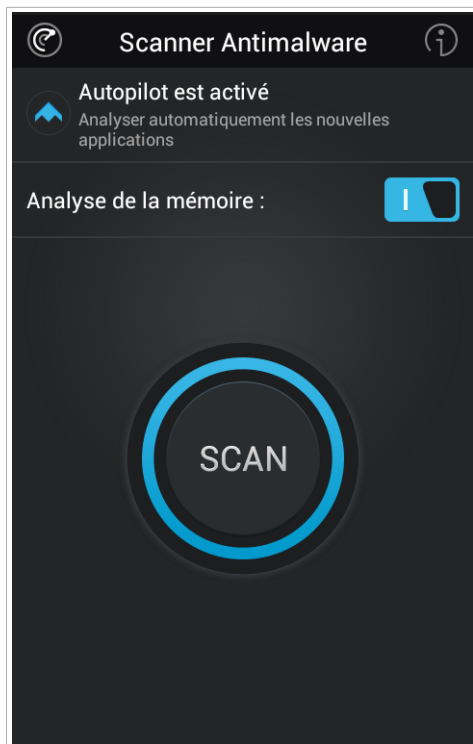 Scanner Antimalware
Autopilot est activé
Analyser automatiquement les nouvelles
applications
Analyse de la mémoire :
SCAN